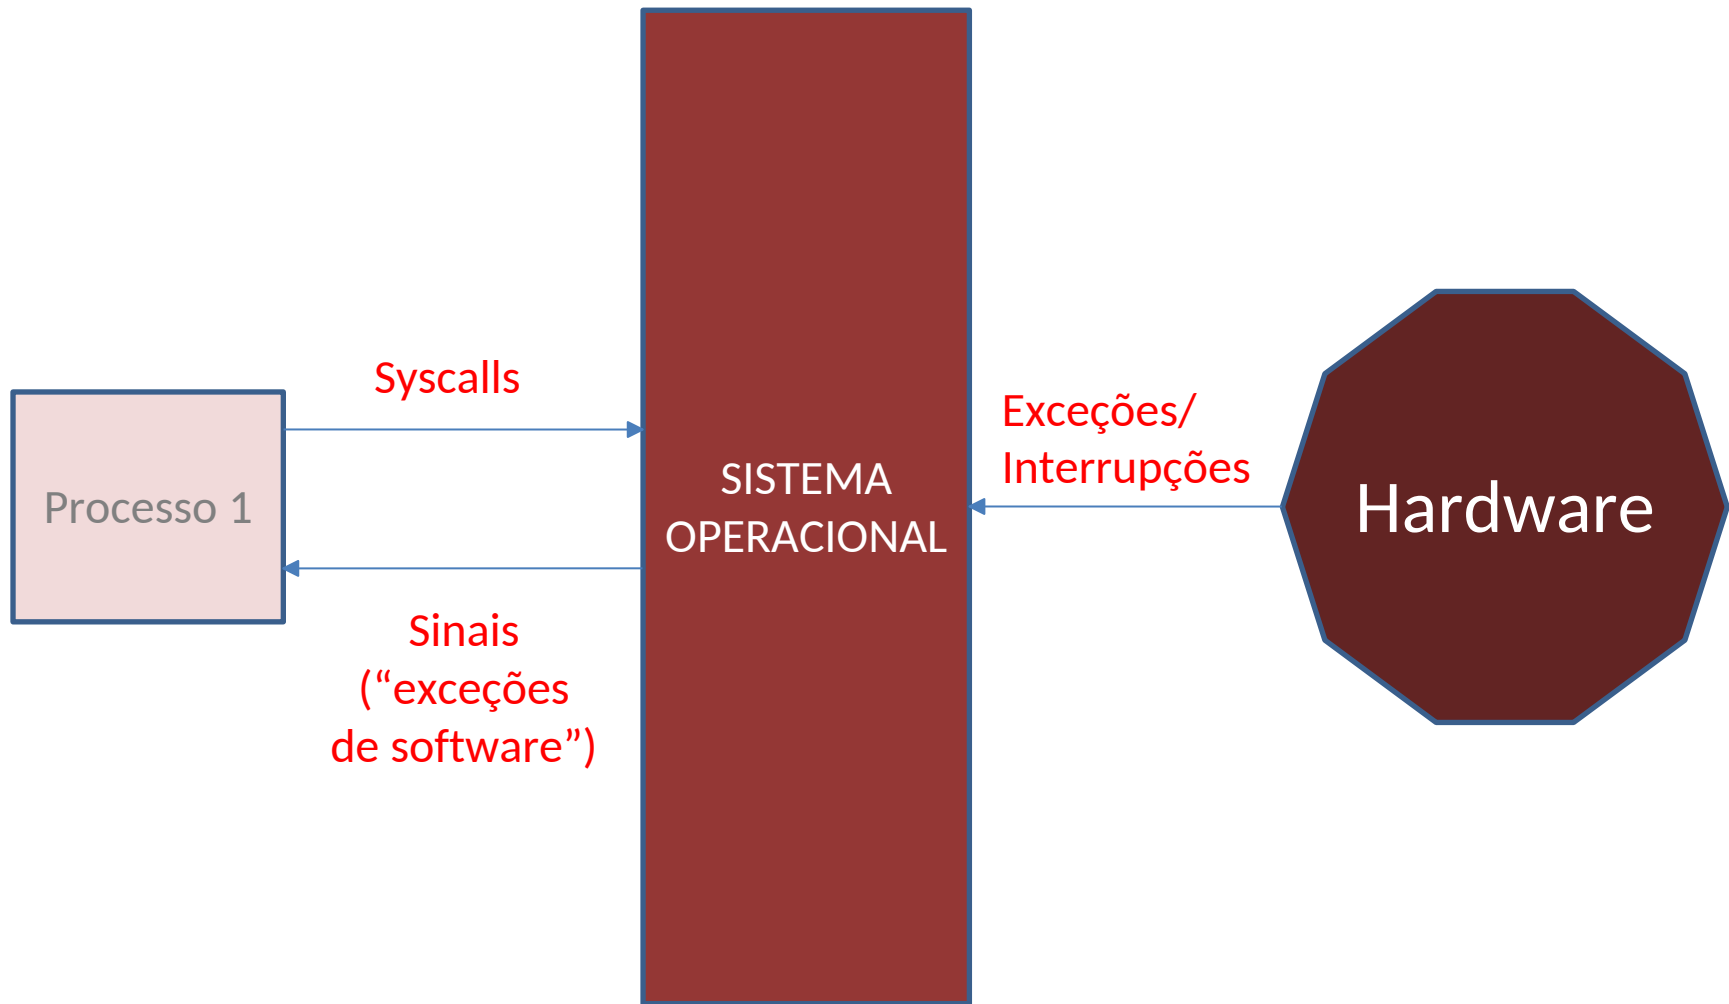 Syscalls
Processo 1
Sinais
(“exceções
de software”)
SISTEMA
OPERACIONAL
Exceções/
Interrupções
Hardware